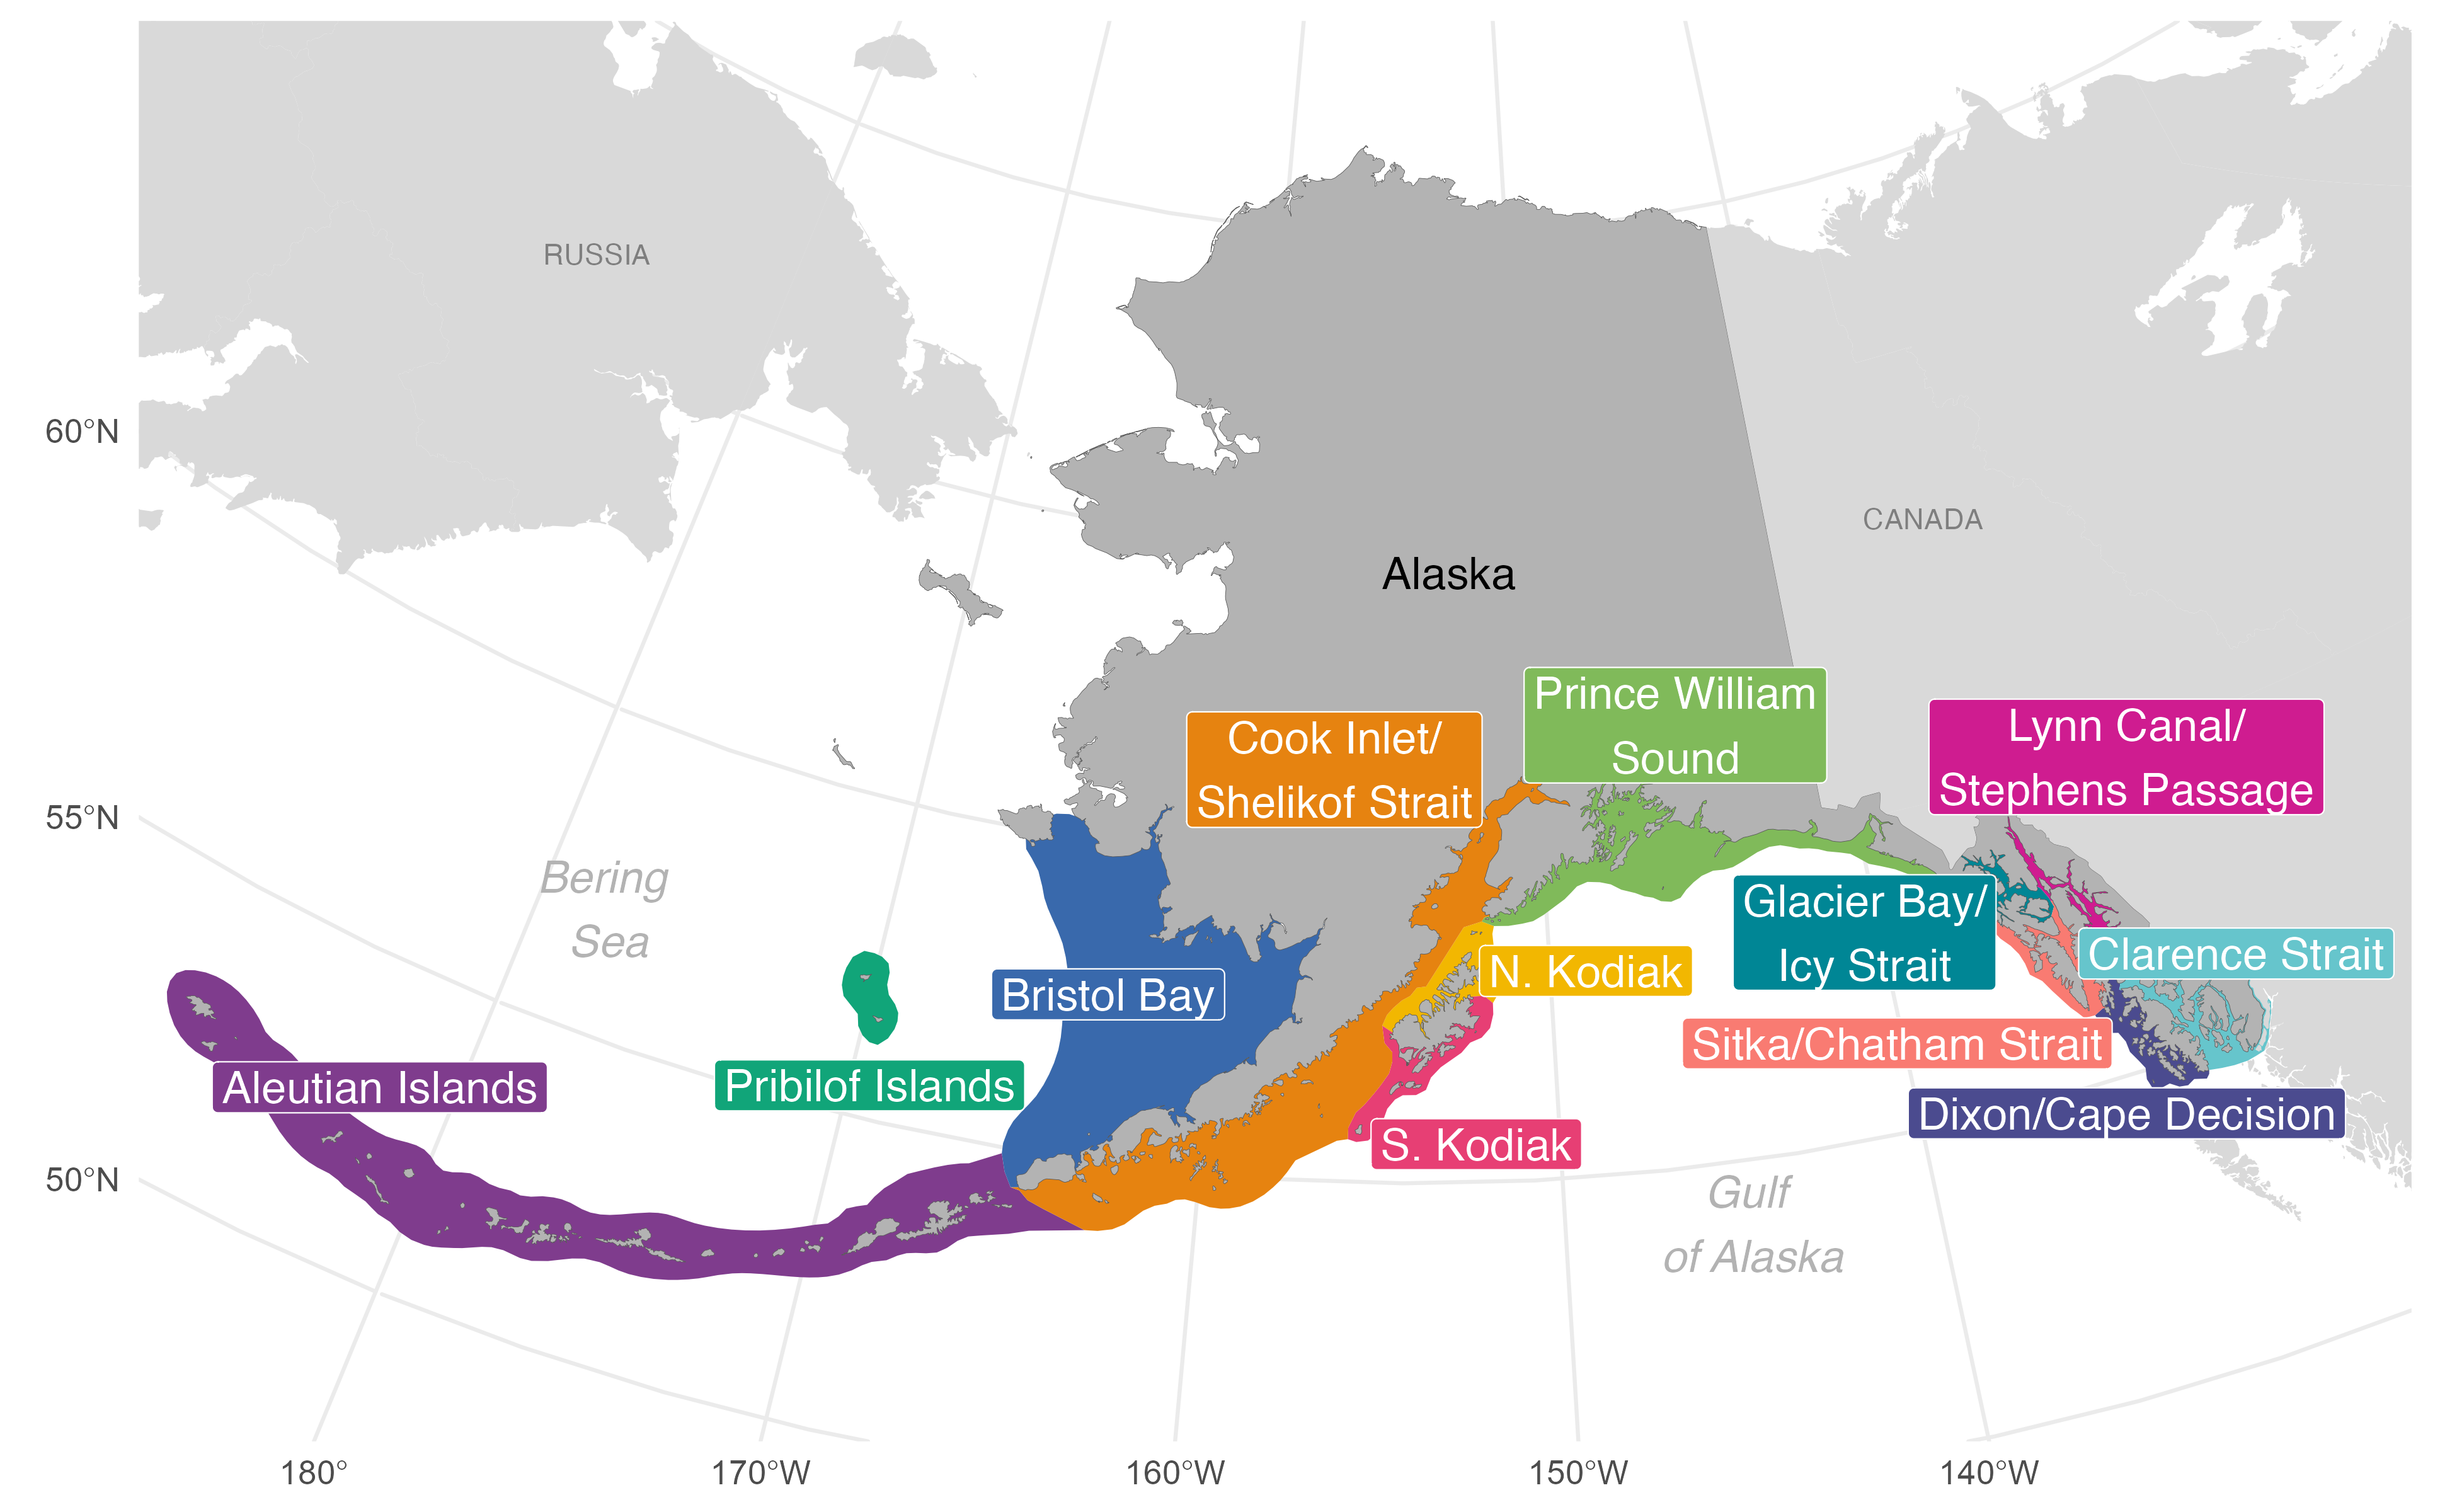 RUSSIA
60°N
CANADA
Alaska
Prince William
Sound
Lynn Canal/
Stephens Passage
Cook Inlet/
Shelikof Strait
55°N
Bering
Sea
Glacier Bay/
Icy Strait
Clarence Strait
N. Kodiak
Bristol Bay
Sitka/Chatham Strait
Aleutian Islands
Pribilof Islands
Dixon/Cape Decision
S. Kodiak
50°N
Gulf
of Alaska
180°
170°W
160°W
150°W
140°W